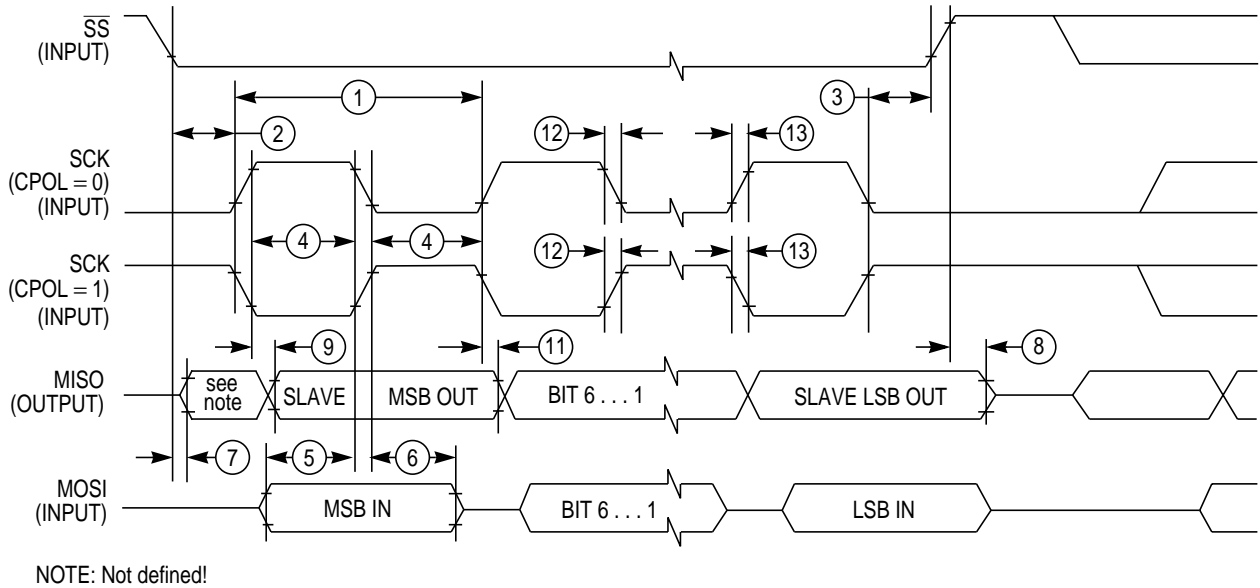 SS
(INPUT)
1
3
2
12
13
SCK
(CPOL = 0)
(INPUT)
4
4
12
13
SCK
(CPOL = 1)
(INPUT)
9
11
8
MISO
(OUTPUT)
see
note
SLAVE
MSB OUT
BIT 6 . . . 1
SLAVE LSB OUT
7
5
6
MOSI
(INPUT)
MSB IN
BIT 6 . . . 1
LSB IN
NOTE: Not defined!